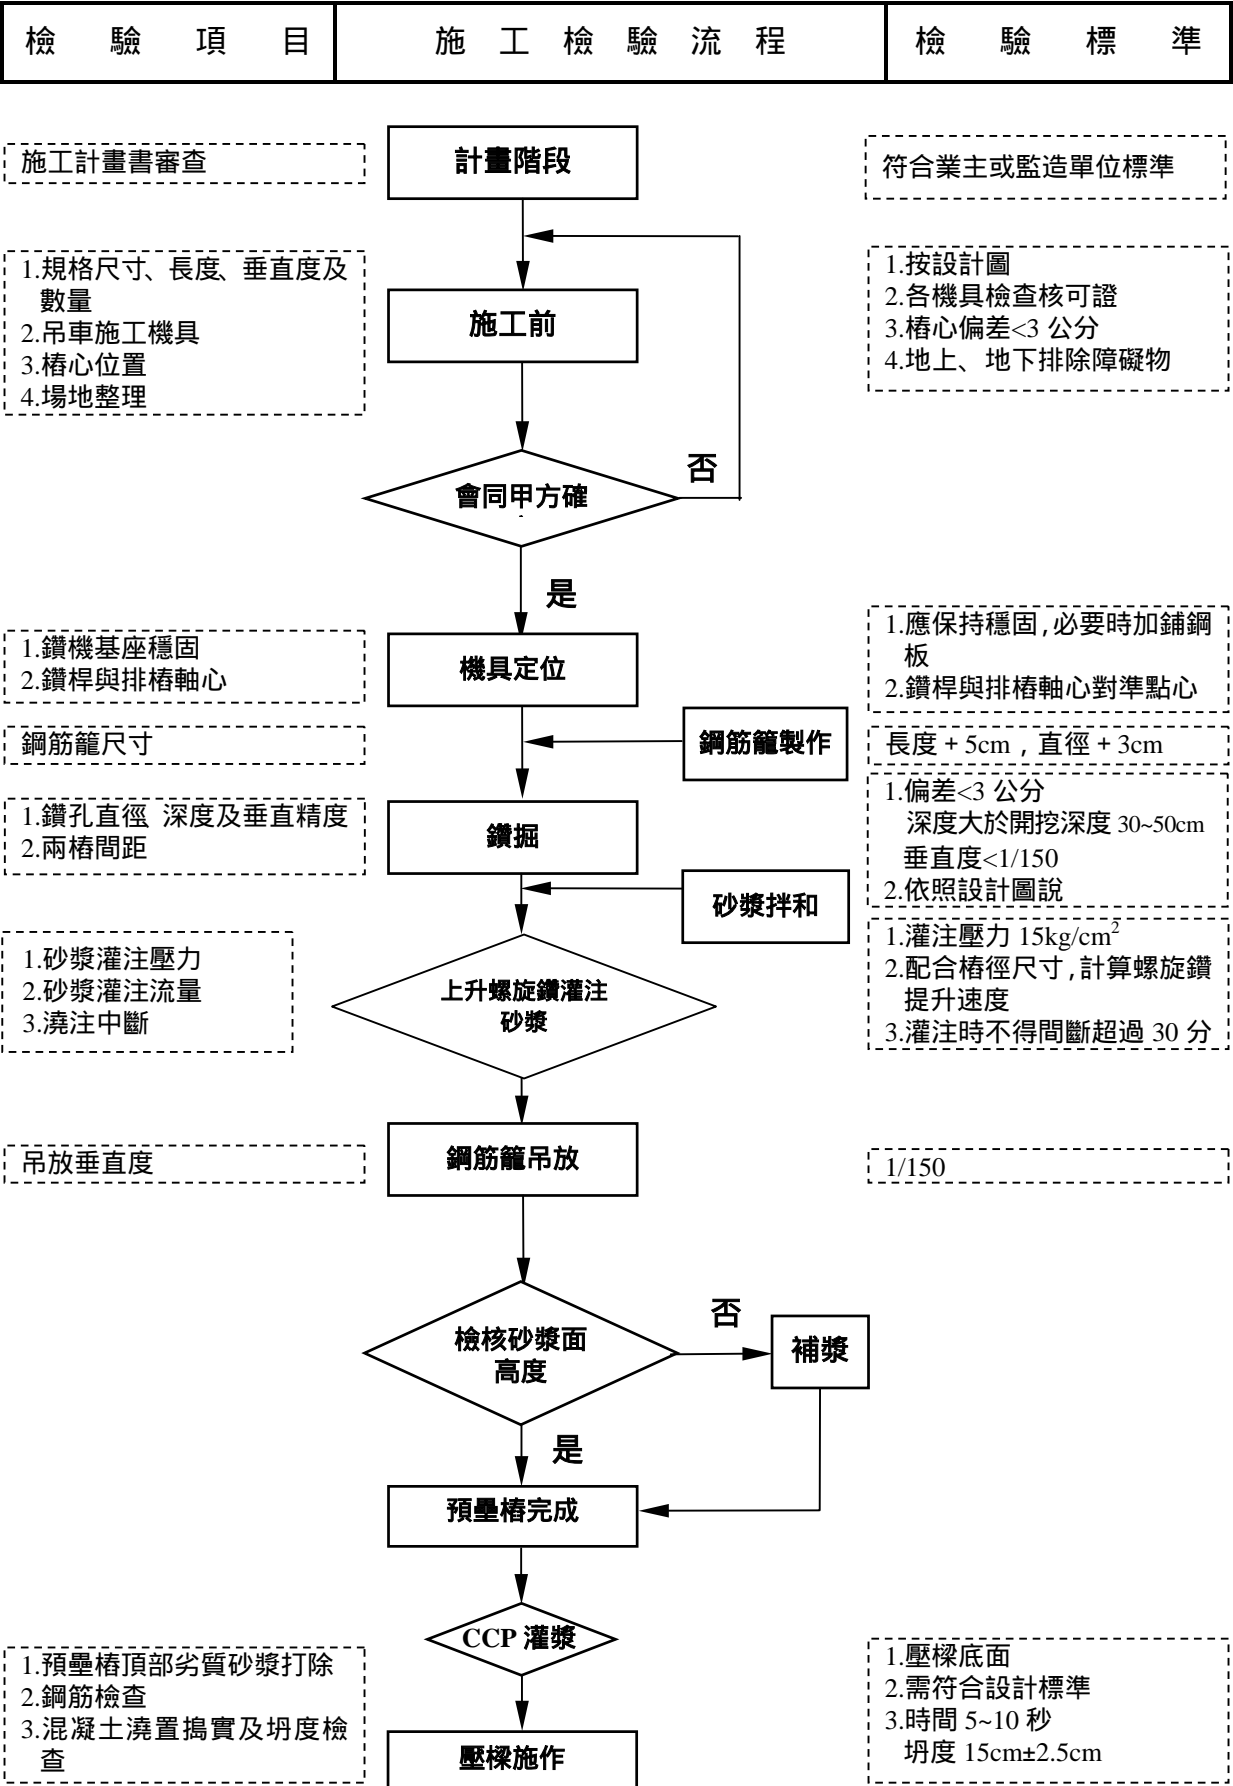 檢驗項目
施工檢驗流程
檢驗標準
施工計畫書審查
計畫階段
符合業主或監造單位標準
1.規格尺寸、長度、垂直度及
數量
2.吊車施工機具
3.樁心位置
4.場地整理
施工前
1.按設計圖
2.各機具檢查核可證
3.樁心偏差<3 公分
4.地上、地下排除障礙物
否
會同甲方確
是
1.鑽機基座穩固
2.鑽桿與排樁軸心
機具定位
1.應保持穩固,必要時加鋪鋼
板
2.鑽桿與排樁軸心對準點心
鋼筋籠尺寸
鋼筋籠製作
長度 + 5cm , 直徑 + 3cm
1.鑽孔直徑 深度及垂直精度
2.兩樁間距
鑽掘
1.偏差<3 公分
深度大於開挖深度 30~50cm
垂直度<1/150
2.依照設計圖說
砂漿拌和
1.砂漿灌注壓力
2.砂漿灌注流量
3.澆注中斷
上升螺旋鑽灌注
砂漿
1.灌注壓力 15kg/cm²
2.配合樁徑尺寸,計算螺旋鑽
提升速度
3.灌注時不得間斷超過 30 分
吊放垂直度
鋼筋籠吊放
1/150
檢核砂漿面
高度
否
補漿
是
預壘樁完成
CCP 灌漿
1.預壘樁頂部劣質砂漿打除
2.鋼筋檢查
3.混凝土澆置搗實及坍度檢
查
壓樑施作
1.壓樑底面
2.需符合設計標準
3.時間 5~10 秒
坍度 15cm±2.5cm